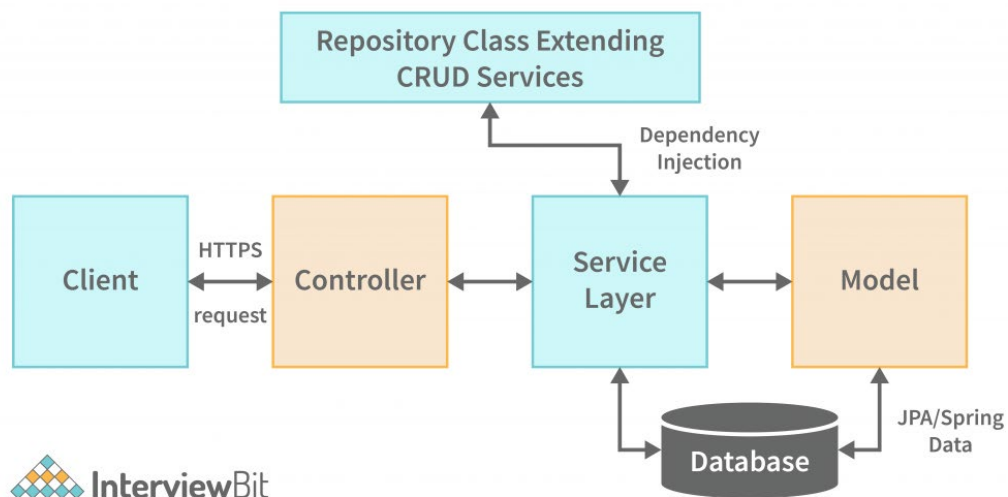 Repository Class Extending
CRUD Services
Dependency
Injection
Client
HTTPS
request
Controller
Service
Layer
Model
Database
JPA/Spring
Data
InterviewBit